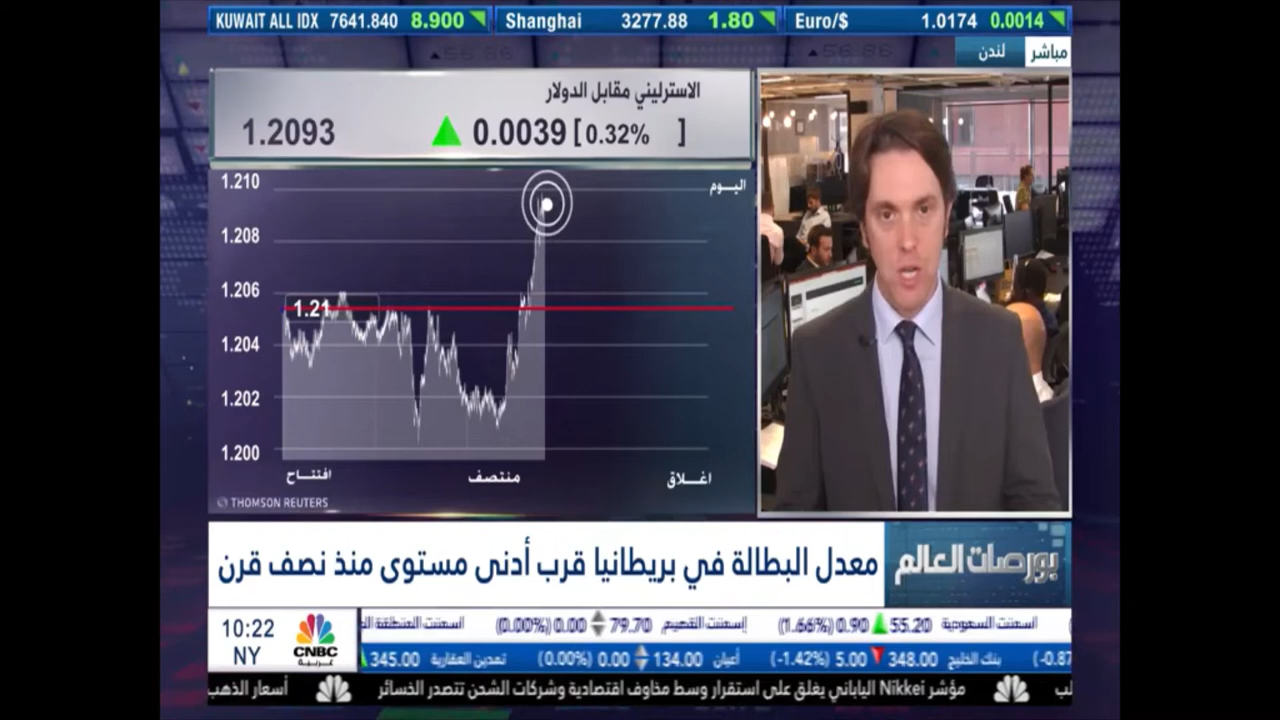 KUWAIT ALL IDX 7641.840 8.900 Shanghai 3277.88 1.80 Euro/$ 1.0174 0.0014
مباشر لندن
الاسترليني مقابل الدولار
1.2093 0.0039 [0.32% ]
اليوم
1.210
1.208
1.206
1.21
1.204
1.202
1.200
افتتاح منتصف اغلاق
© THOMSON REUTERS
بورصات العالم
معدل البطالة في بريطانيا قرب أدنى مستوى منذ نصف قرن
10:22
NY
CNBC
عربية
اسمنت السعودية 55.20 0.90 (1.66%) إسمنت القصيم 79.70 0.00 (0.00%) اسمنت المنطقة
بنك الخليج 348.00 5.00 (-1.42%) أعيان 134.00 0.00 (0.00%) تمدين العقارية 345.00
مؤشر Nikkei الياباني يغلق على استقرار وسط مخاوف اقتصادية وشركات الشحن تتصدر الخسائر أسعار الذهب